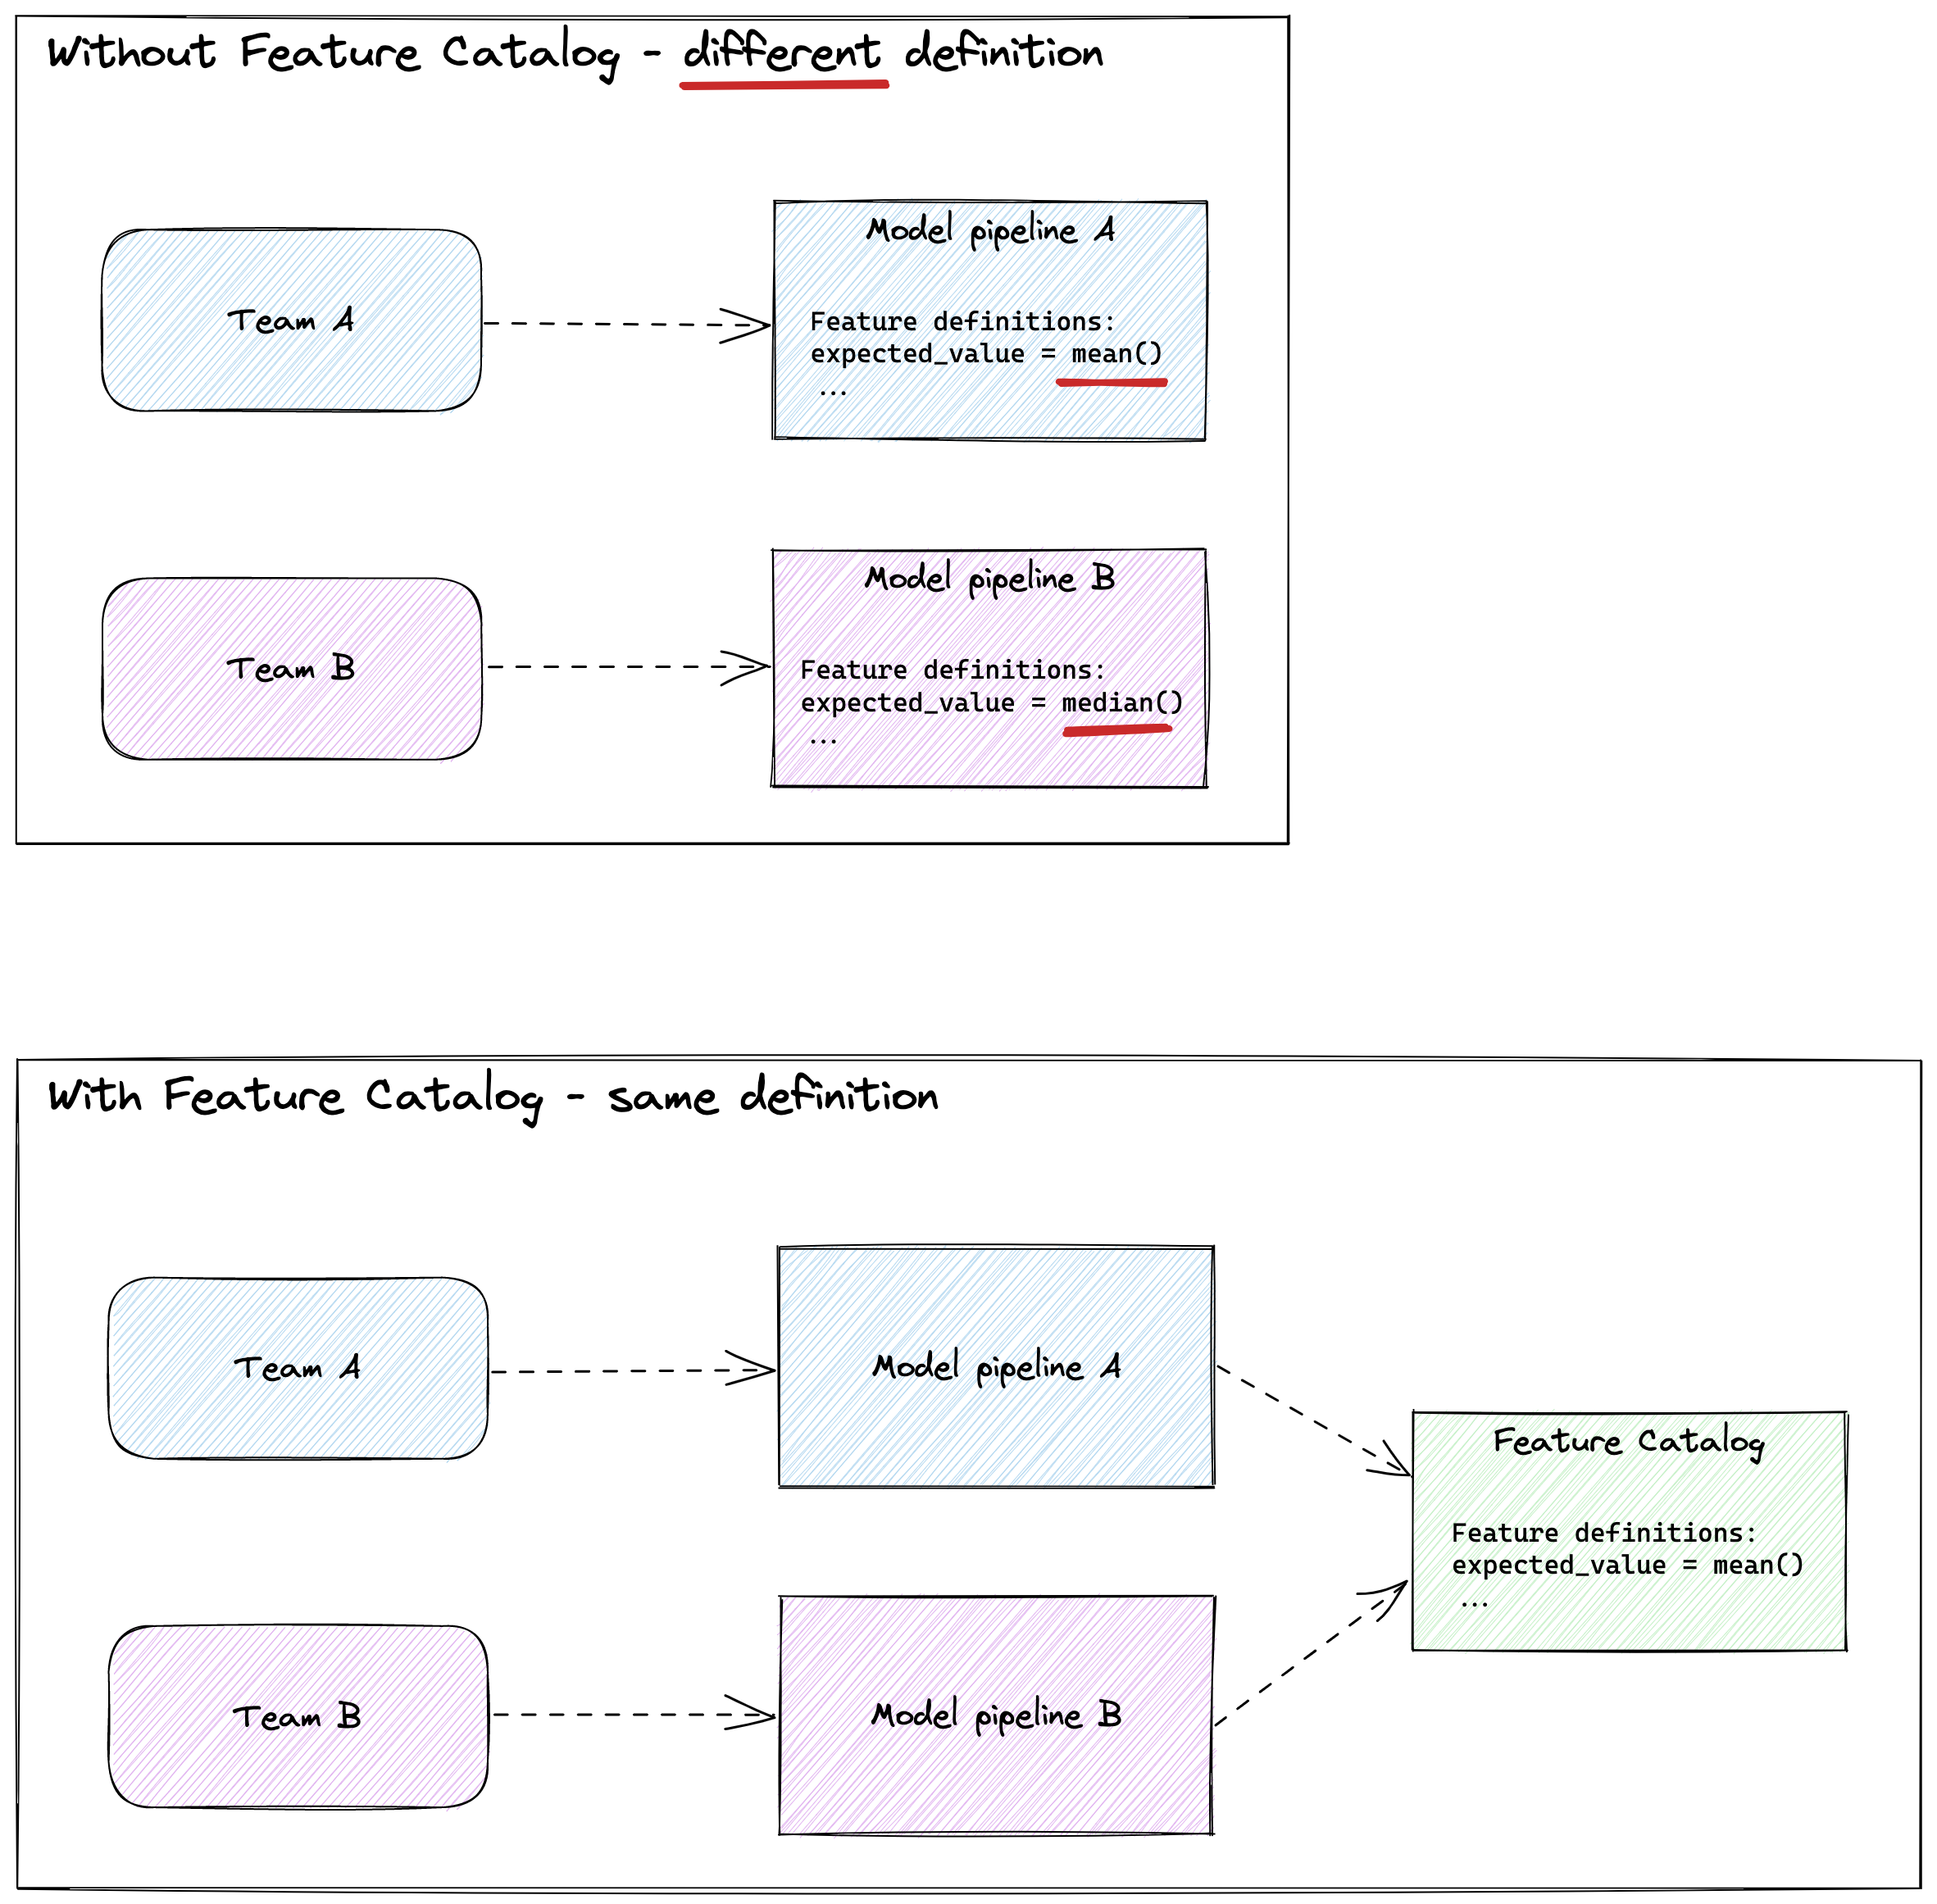 Without Feature Catalog - different definition
Team A
Model pipeline A
Feature definitions:
expected_value = mean()
...
Team B
Model pipeline B
Feature definitions:
expected_value = median()
...
With Feature Catalog - same definition
Team A
Model pipeline A
Feature Catalog
Feature definitions:
expected_value = mean()
...
Team B
Model pipeline B